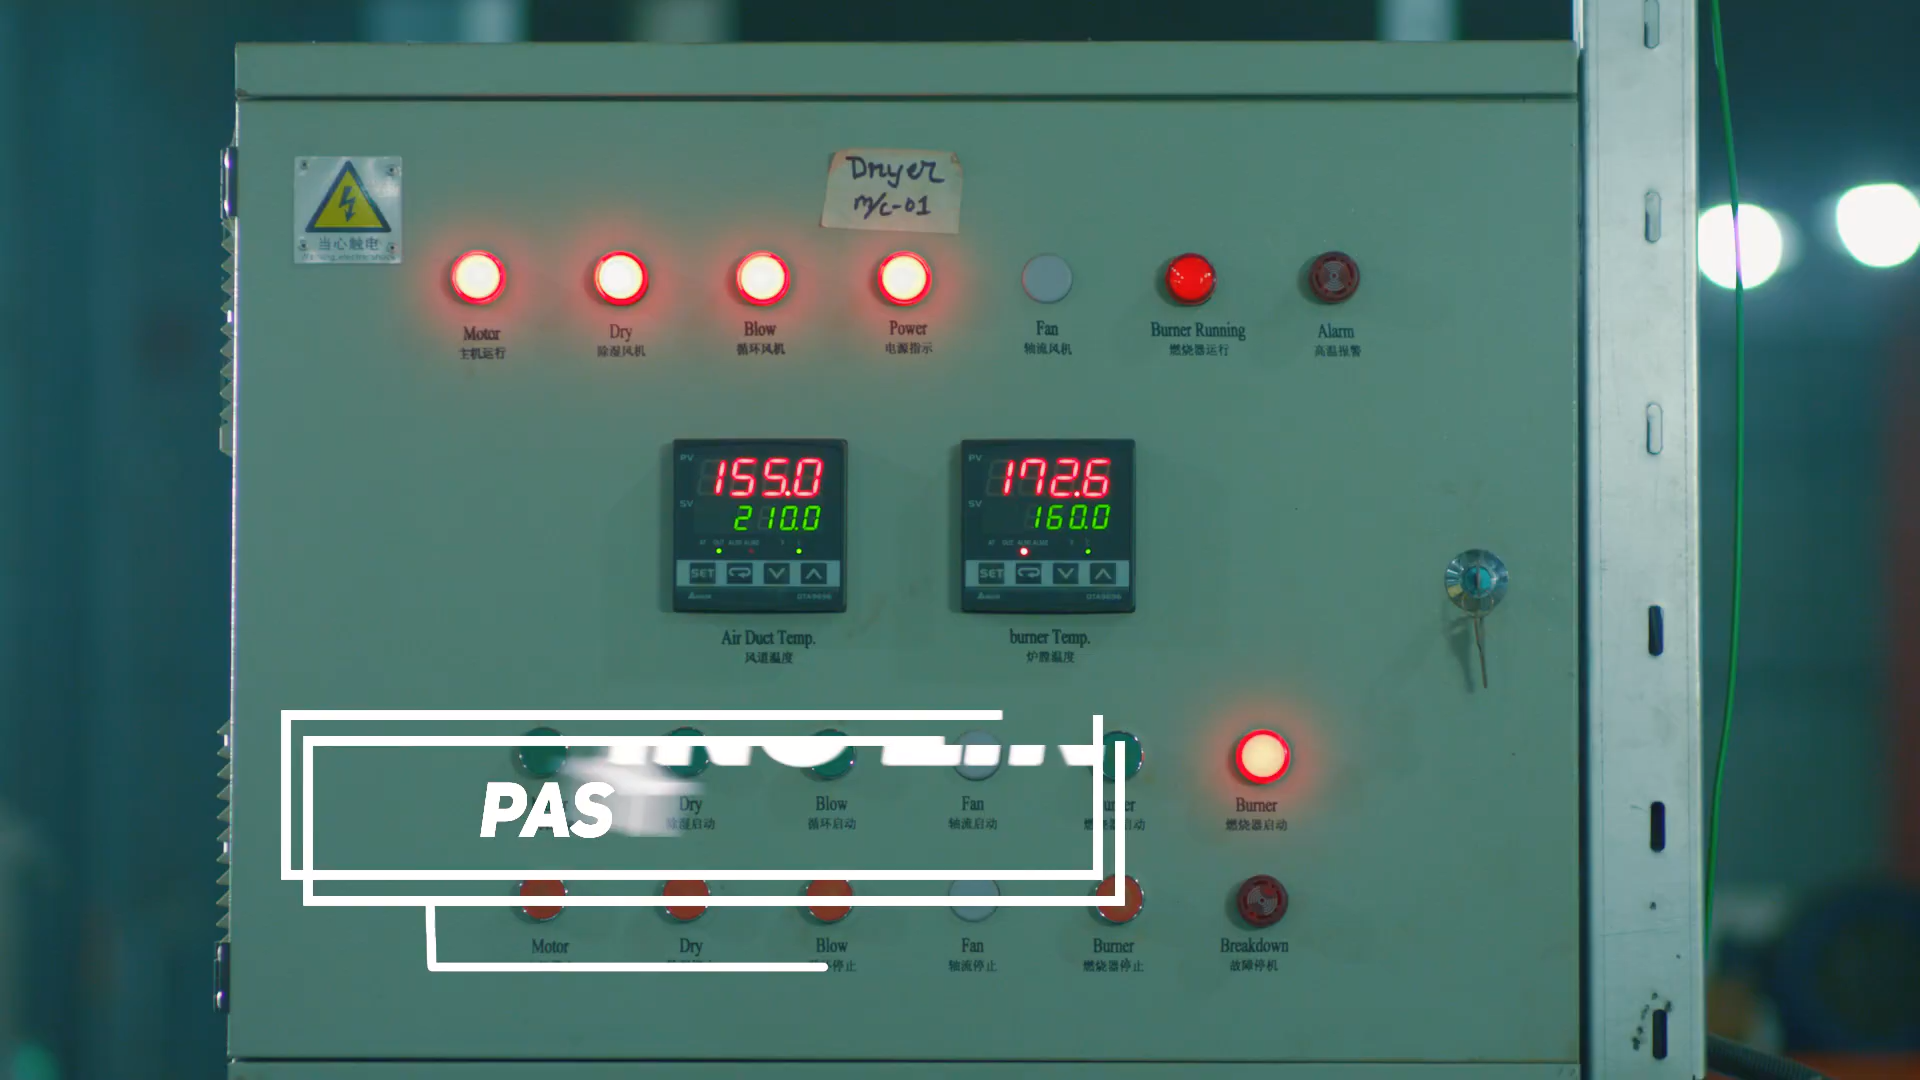 Dryer
M/c-01
当心触电
Warning electric shock
Motor
主机运行
Dry
除湿风机
Blow
循环风机
Power
电源指示
Fan
轴流风机
Burner Running
燃烧器运行
Alarm
高温报警
PV
155.0
SV
210.0
SET
DTA9696
Air Duct Temp.
风道温度
PV
172.6
SV
160.0
SET
DTA9696
burner Temp.
炉膛温度
PAS
Dry
除湿启动
Blow
循环启动
Fan
轴流启动
Burner
燃烧器启动
Motor
Dry
Blow
Fan
轴流停止
Burner
燃烧器停止
Breakdown
故障停机